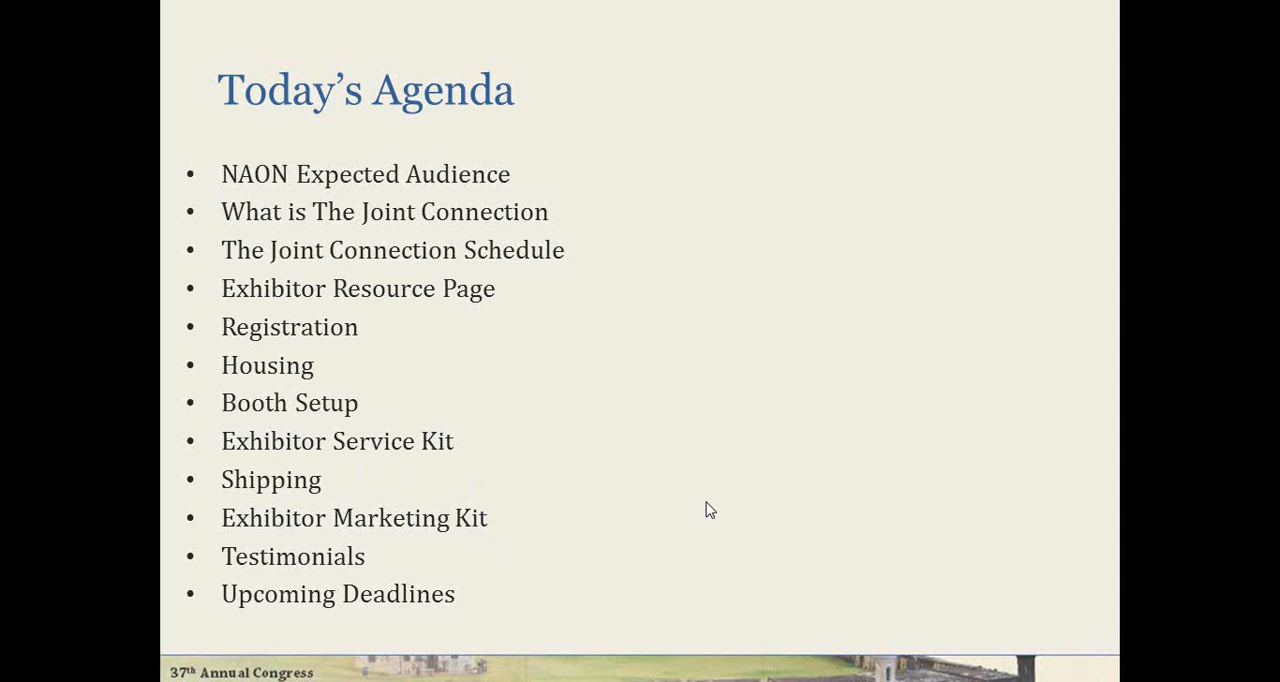 Today’s Agenda
• NAON Expected Audience
• What is The Joint Connection
• The Joint Connection Schedule
• Exhibitor Resource Page
• Registration
• Housing
• Booth Setup
• Exhibitor Service Kit
• Shipping
• Exhibitor Marketing Kit
• Testimonials
• Upcoming Deadlines
37th Annual Congress